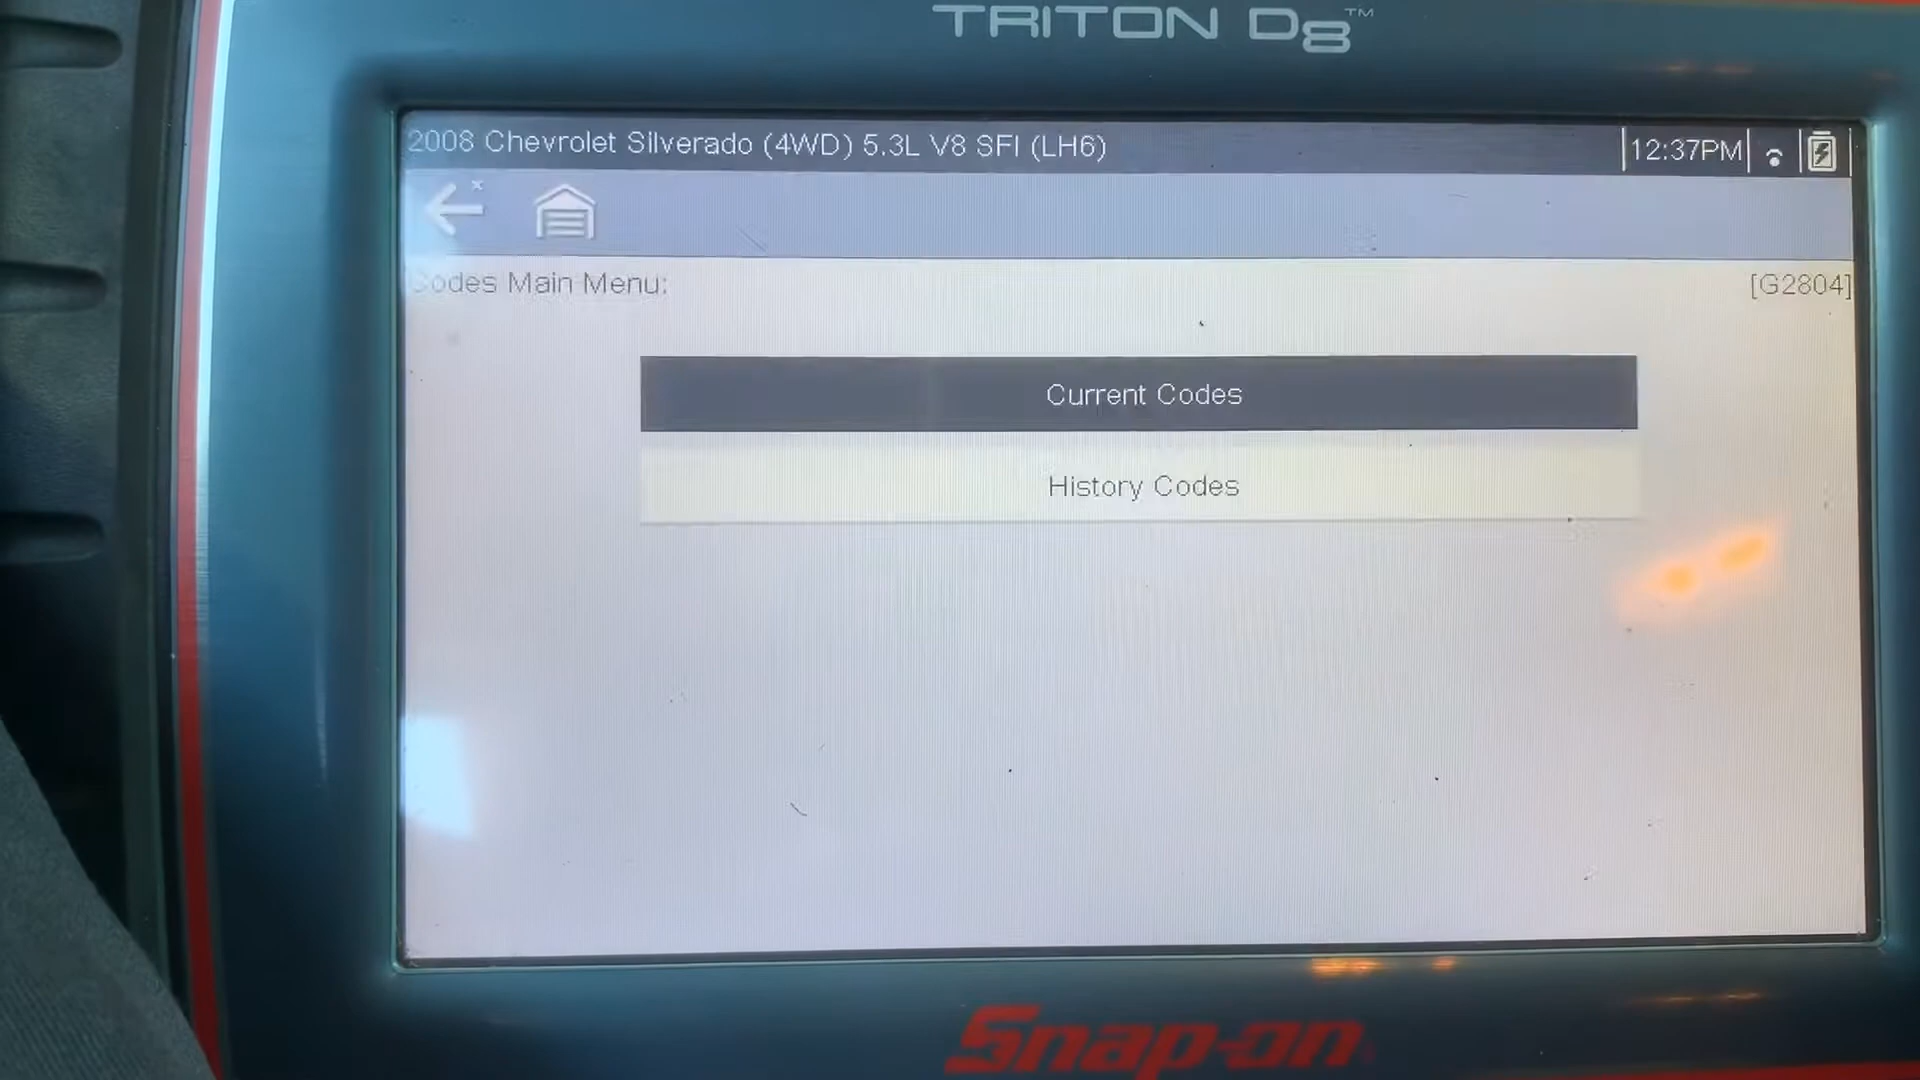 TRITON D8™
2008 Chevrolet Silverado (4WD) 5.3L V8 SFI (LH6)
12:37PM
Codes Main Menu:
[G2804]
Current Codes
History Codes
Snap-on